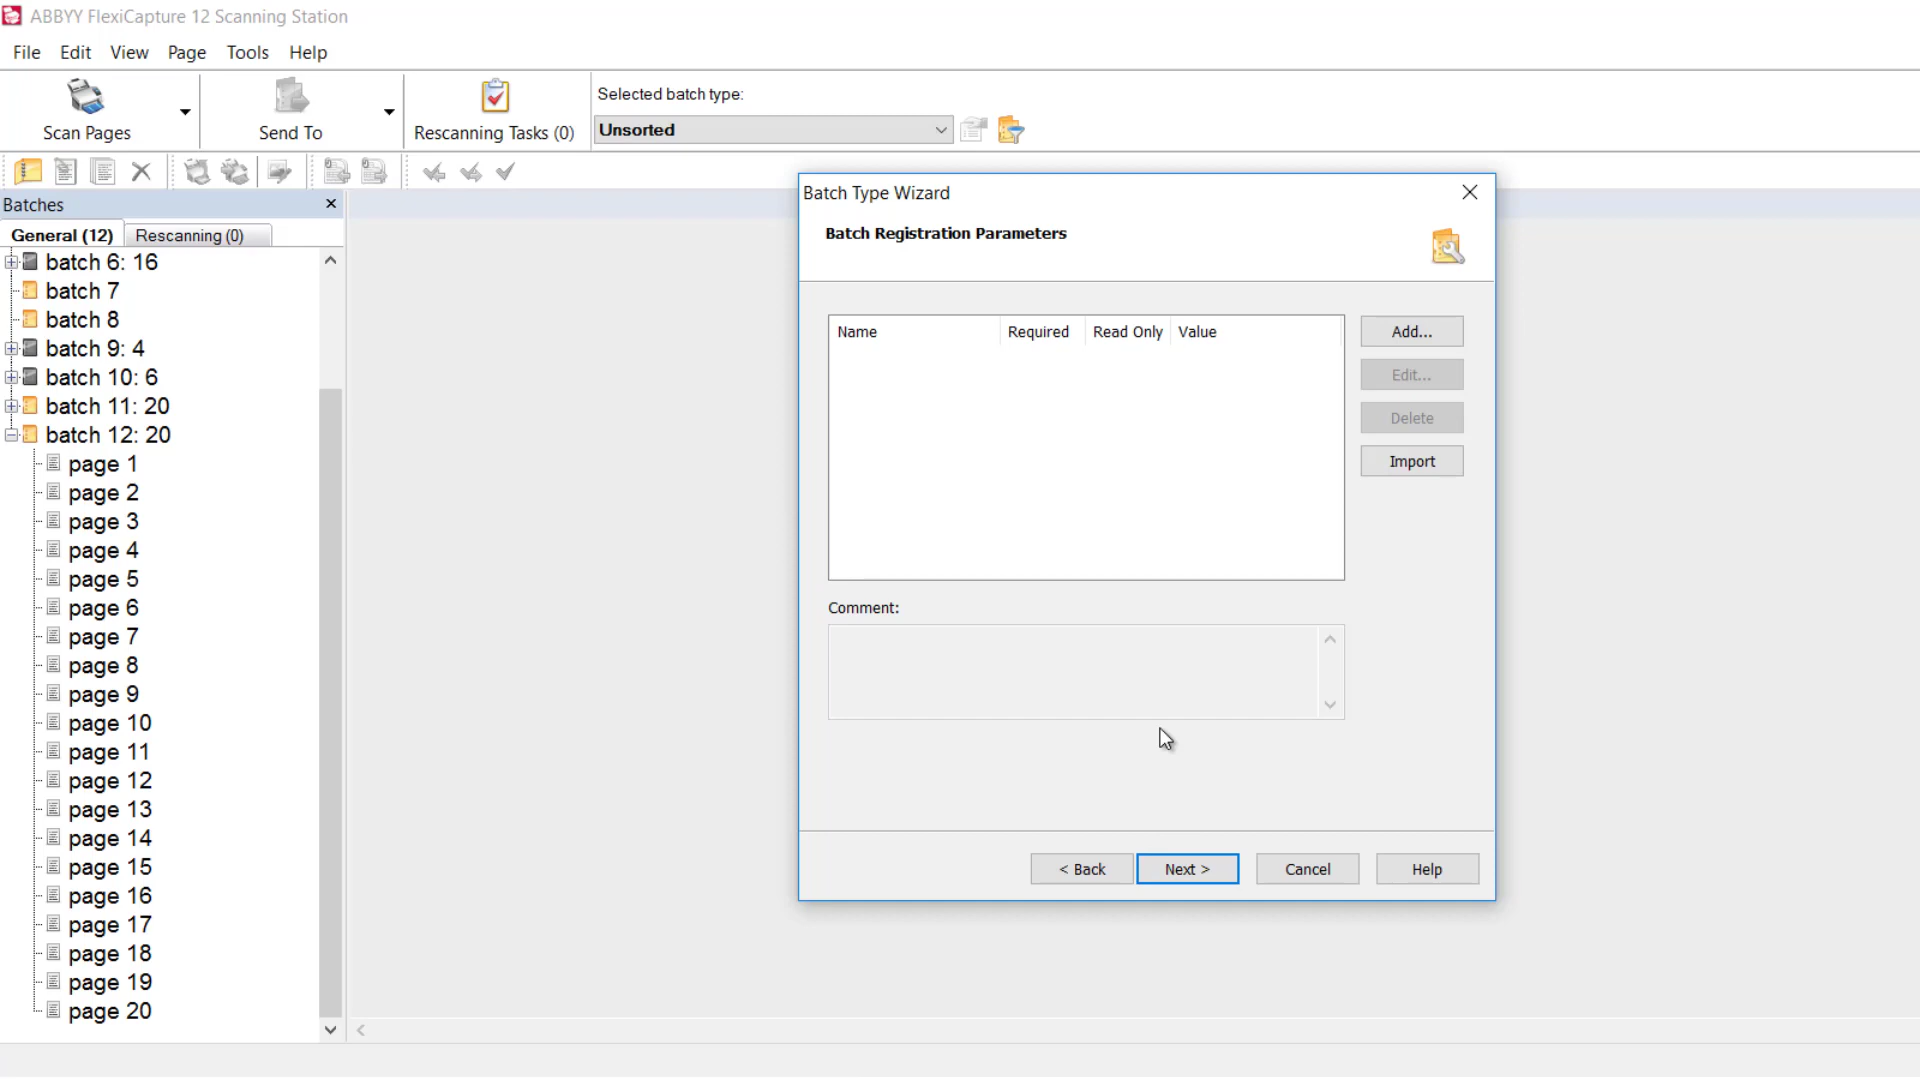 ABBYY FlexiCapture 12 Scanning Station
File Edit View Page Tools Help
Scan Pages
Send To
Rescanning Tasks (0)
Selected batch type:
Unsorted
Batches
General (12) Rescanning (0)
batch 6: 16
batch 7
batch 8
batch 9: 4
batch 10: 6
batch 11: 20
batch 12: 20
page 1
page 2
page 3
page 4
page 5
page 6
page 7
page 8
page 9
page 10
page 11
page 12
page 13
page 14
page 15
page 16
page 17
page 18
page 19
page 20
Batch Type Wizard
Batch Registration Parameters
Name Required Read Only Value
Add...
Edit...
Delete
Import
Comment:
< Back Next > Cancel Help